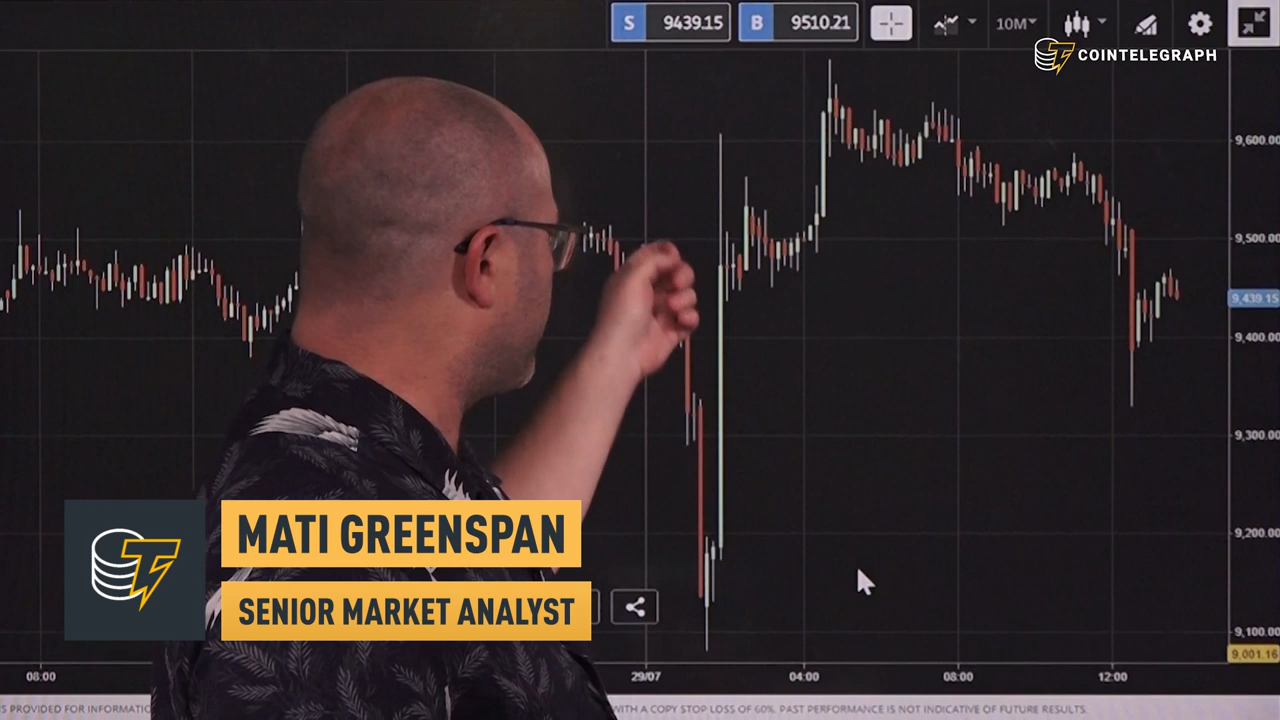 S 9439.15 B 9510.21 10M
COINTELEGRAPH
9,600.00
9,500.00
9,439.15
9,400.00
9,300.00
9,200.00
9,100.00
9,001.16
MATI GREENSPAN
SENIOR MARKET ANALYST
08:00 29/07 04:00 08:00 12:00
S PROVIDED FOR INFORMATIO WITH A COPY STOP LOSS OF 60%. PAST PERFORMANCE IS NOT INDICATIVE OF FUTURE RESULTS.